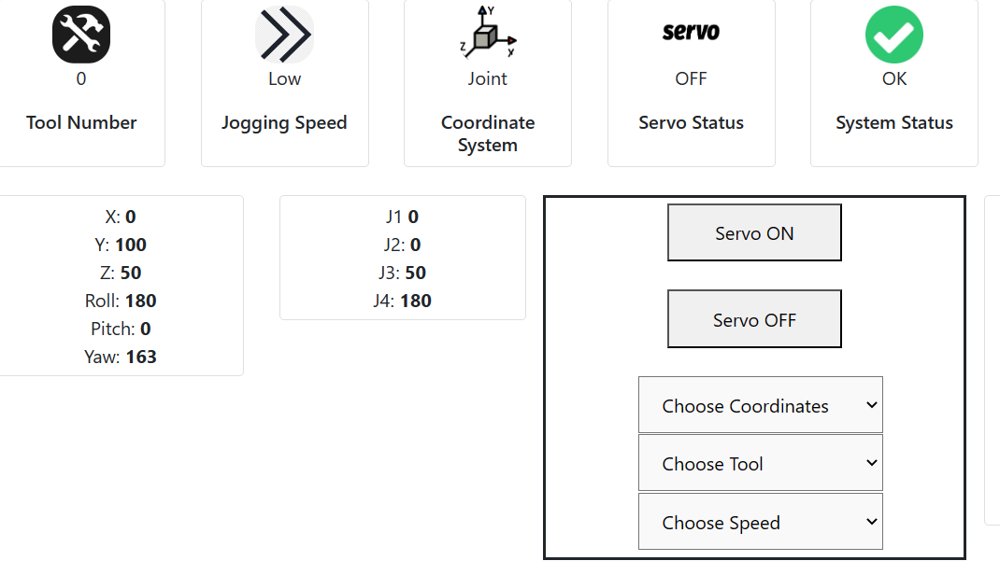 0
Tool Number
Low
Jogging Speed
Y
Z
X
Joint
Coordinate
System
servo
OFF
Servo Status
OK
System Status
X: 0
Y: 100
Z: 50
Roll: 180
Pitch: 0
Yaw: 163
J1 0
J2: 0
J3: 50
J4: 180
Servo ON
Servo OFF
Choose Coordinates
Choose Tool
Choose Speed